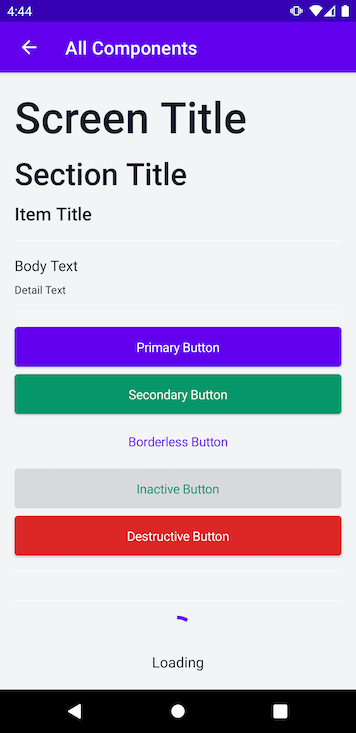 4:44
All Components
Screen Title
Section Title
Item Title
Body Text
Detail Text
Primary Button
Secondary Button
Borderless Button
Inactive Button
Destructive Button
Loading